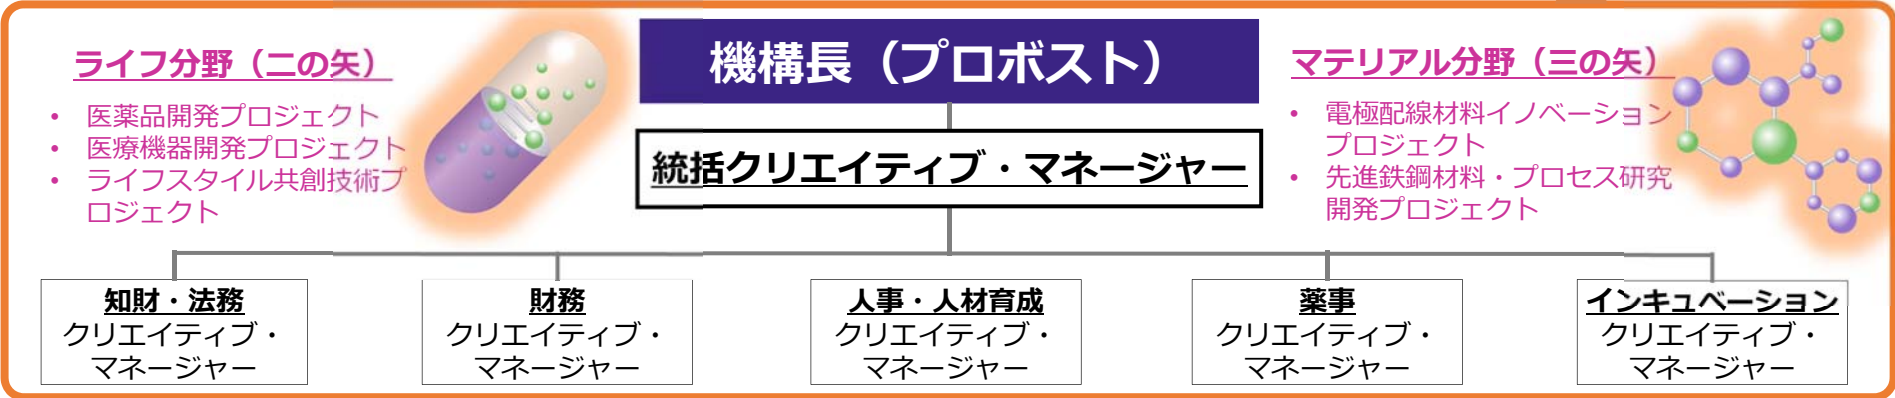 機構長（プロボスト）
統括クリエイティブ・マネージャー
ライフ分野（二の矢）
• 医薬品開発プロジェクト
• 医療機器開発プロジェクト
• ライフスタイル共創技術プ
ロジェクト
マテリアル分野（三の矢）
• 電極配線材料イノベーション
プロジェクト
• 先進鉄鋼材料・プロセス研究
開発プロジェクト
知財・法務
クリエイティブ・
マネージャー
財務
クリエイティブ・
マネージャー
人事・人材育成
クリエイティブ・
マネージャー
薬事
クリエイティブ・
マネージャー
インキュベーション
クリエイティブ・
マネージャー